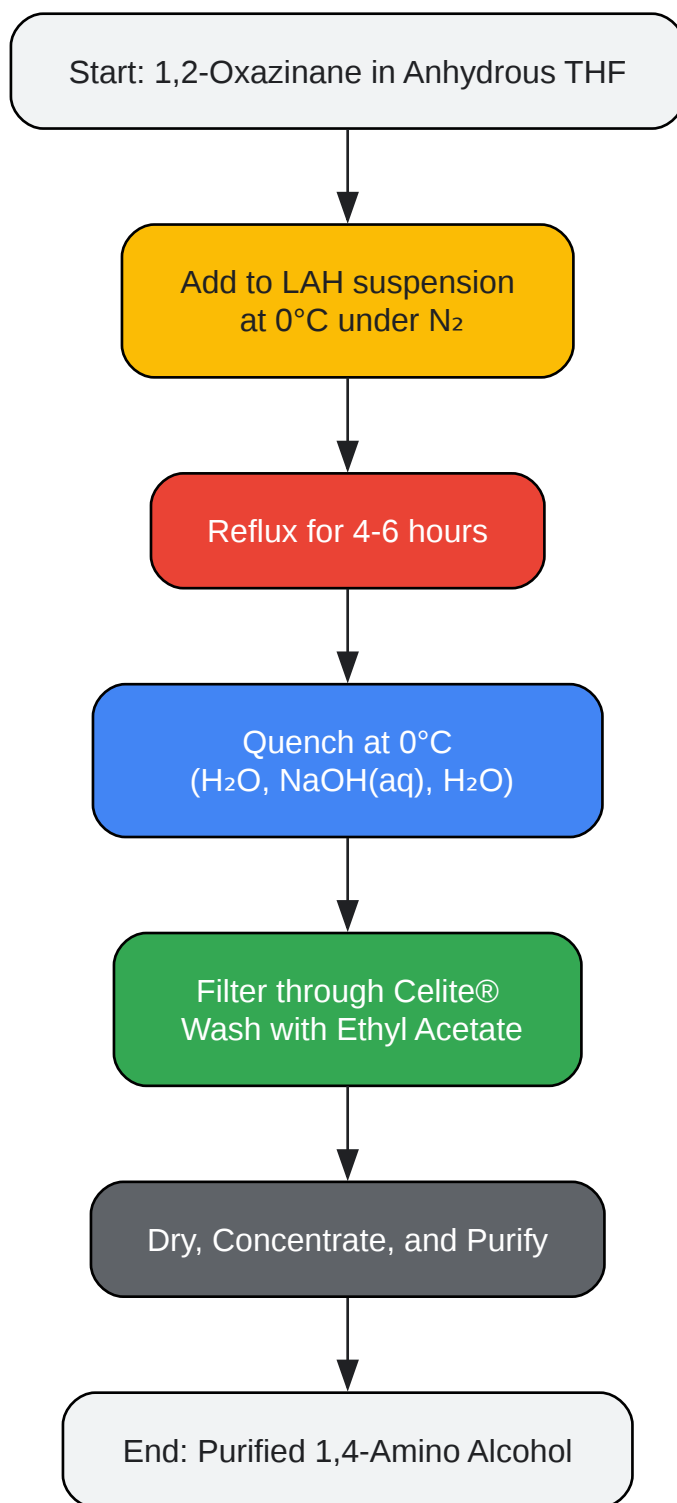 Start: 1,2-Oxazinane in Anhydrous THF
Add to LAH suspension
at 0°C under N₂
Reflux for 4-6 hours
Quench at 0°C
(H₂O, NaOH(aq), H₂O)
Filter through Celite®
Wash with Ethyl Acetate
Dry, Concentrate, and Purify
End: Purified 1,4-Amino Alcohol